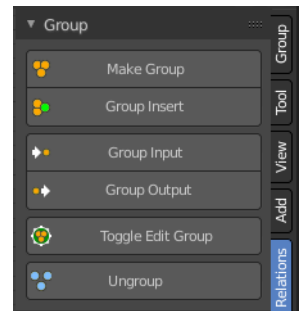 Group
Make Group
Group Insert
Group Input
Group Output
Toggle Edit Group
Ungroup
Group
Tool
View
Add
Relations